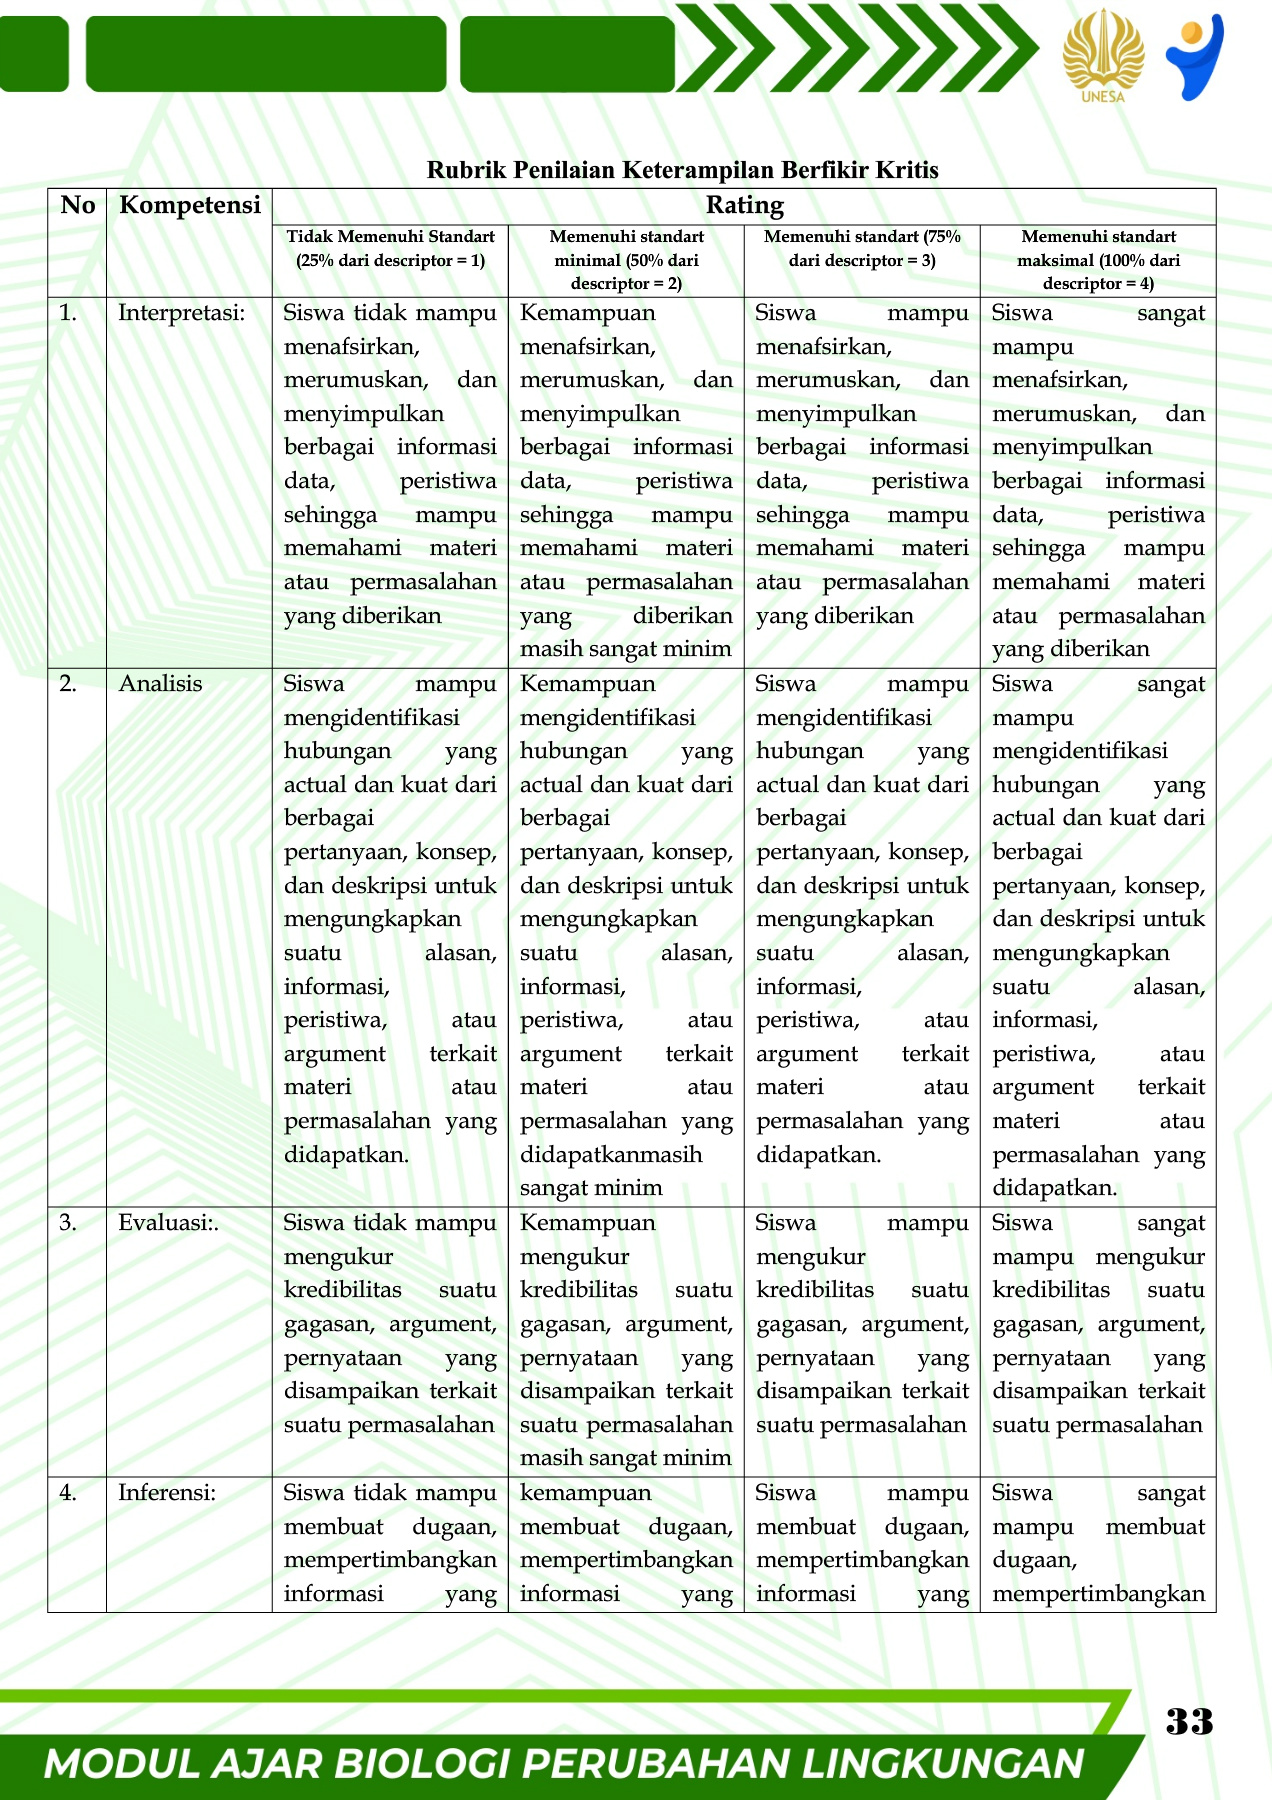 UNESA
Rubrik Penilaian Keterampilan Berfikir Kritis
No Kompetensi Rating
Tidak Memenuhi Standart
(25% dari descriptor = 1)
Memenuhi standart
minimal (50% dari
descriptor = 2)
Memenuhi standart (75%
dari descriptor = 3)
Memenuhi standart
maksimal (100% dari
descriptor = 4)
1.
Interpretasi:
Siswa tidak mampu
menafsirkan,
merumuskan, dan
menyimpulkan
berbagai informasi
data, peristiwa
sehingga mampu
memahami materi
atau permasalahan
yang diberikan
Kemampuan
menafsirkan,
merumuskan, dan
menyimpulkan
berbagai informasi
data, peristiwa
sehingga mampu
memahami materi
atau permasalahan
yang diberikan
masih sangat minim
Siswa mampu
menafsirkan,
merumuskan, dan
menyimpulkan
berbagai informasi
data, peristiwa
sehingga mampu
memahami materi
atau permasalahan
yang diberikan
Siswa sangat
mampu
menafsirkan,
merumuskan, dan
menyimpulkan
berbagai informasi
data, peristiwa
sehingga mampu
memahami materi
atau permasalahan
yang diberikan
2.
Analisis
Siswa mampu
mengidentifikasi
hubungan yang
actual dan kuat dari
berbagai
pertanyaan, konsep,
dan deskripsi untuk
mengungkapkan
suatu alasan,
informasi,
peristiwa, atau
argument terkait
materi atau
permasalahan yang
didapatkan.
Kemampuan
mengidentifikasi
hubungan yang
actual dan kuat dari
berbagai
pertanyaan, konsep,
dan deskripsi untuk
mengungkapkan
suatu alasan,
informasi,
peristiwa, atau
argument terkait
materi atau
permasalahan yang
didapatkanmasih
sangat minim
Siswa mampu
mengidentifikasi
hubungan yang
actual dan kuat dari
berbagai
pertanyaan, konsep,
dan deskripsi untuk
mengungkapkan
suatu alasan,
informasi,
peristiwa, atau
argument terkait
materi atau
permasalahan yang
didapatkan.
Siswa sangat
mampu
mengidentifikasi
hubungan yang
actual dan kuat dari
berbagai
pertanyaan, konsep,
dan deskripsi untuk
mengungkapkan
suatu alasan,
informasi,
peristiwa, atau
argument terkait
materi atau
permasalahan yang
didapatkan.
3.
Evaluasi:.
Siswa tidak mampu
mengukur
kredibilitas suatu
gagasan, argument,
pernyataan yang
disampaikan terkait
suatu permasalahan
Kemampuan
mengukur
kredibilitas suatu
gagasan, argument,
pernyataan yang
disampaikan terkait
suatu permasalahan
masih sangat minim
Siswa mampu
mengukur
kredibilitas suatu
gagasan, argument,
pernyataan yang
disampaikan terkait
suatu permasalahan
Siswa sangat
mampu mengukur
kredibilitas suatu
gagasan, argument,
pernyataan yang
disampaikan terkait
suatu permasalahan
4.
Inferensi:
Siswa tidak mampu
membuat dugaan,
mempertimbangkan
informasi yang
kemampuan
membuat dugaan,
mempertimbangkan
informasi yang
Siswa mampu
membuat dugaan,
mempertimbangkan
informasi yang
Siswa sangat
mampu membuat
dugaan,
mempertimbangkan
33
MODUL AJAR BIOLOGI PERUBAHAN LINGKUNGAN